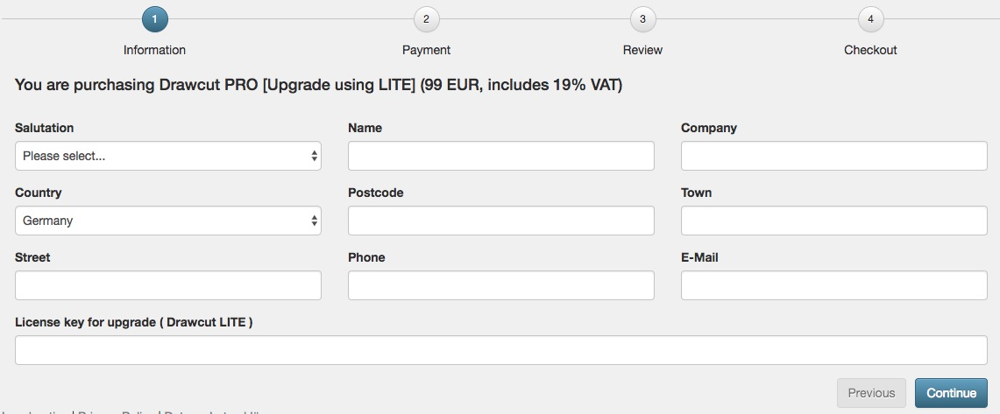 1 2 3 4
Information Payment Review Checkout
You are purchasing Drawcut PRO [Upgrade using LITE] (99 EUR, includes 19% VAT)
Salutation Name Company
Please select...
Country Postcode Town
Germany
Street Phone E-Mail
License key for upgrade ( Drawcut LITE )
Previous Continue